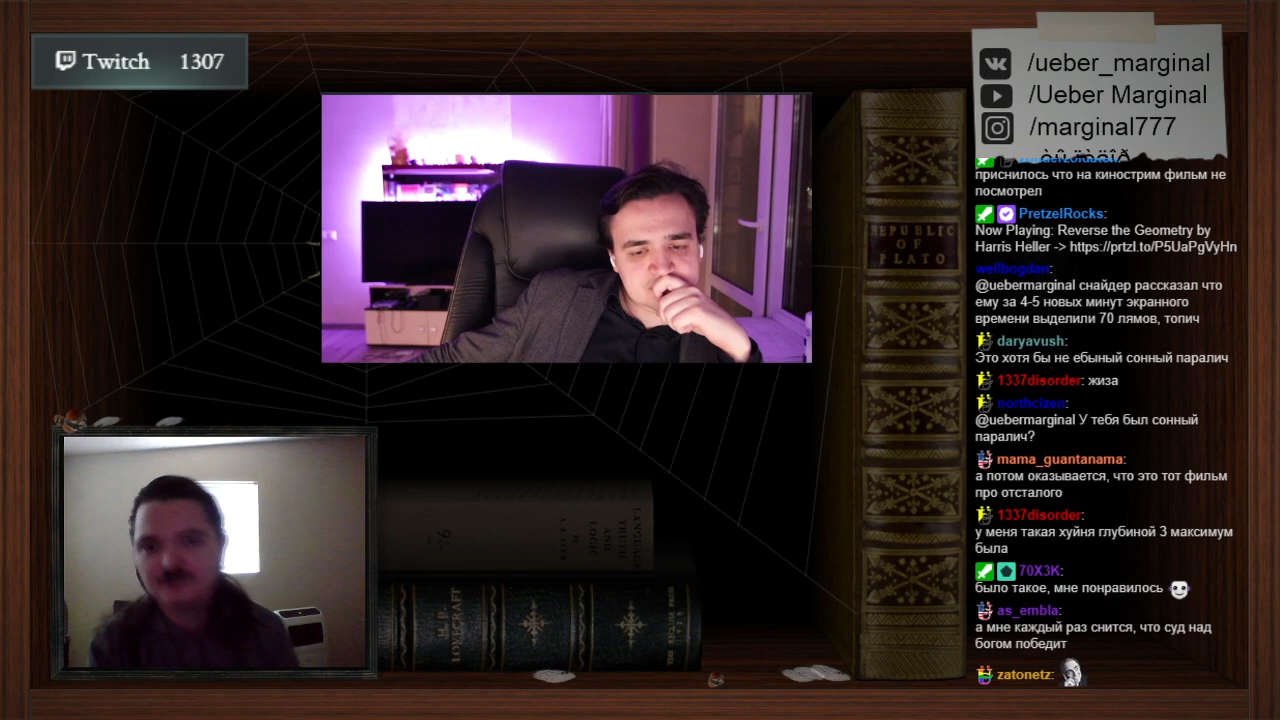 Twitch 1307
/ueber_marginal
/Ueber Marginal
/marginal777
приснилось что на кинострим фильм не
посмотрел
PretzelRocks:
Now Playing: Reverse the Geometry by
Harris Heller -> https://prtzl.to/P5UaPgVyHn
wellbogdan:
@uebermarginal снайдер рассказал что
ему за 4-5 новых минут экранного
времени выделили 70 лямов, топич
daryavush:
Это хотя бы не ебыный сонный паралич
1337disorder: жиза
northcizen:
@uebermarginal У тебя был сонный
паралич?
mama_guantanama:
а потом оказывается, что это тот фильм
про отсталого
1337disorder:
у меня такая хуйня глубиной 3 максимум
была
70X3K:
было такое, мне понравилось
as_embla:
а мне каждый раз снится, что суд над
богом победит
zatonetz:
REPUBLIC
OF
PLATO
LANGUAGE
TRUTH
AND
LOGIC
H. P.
LOVECRAFT